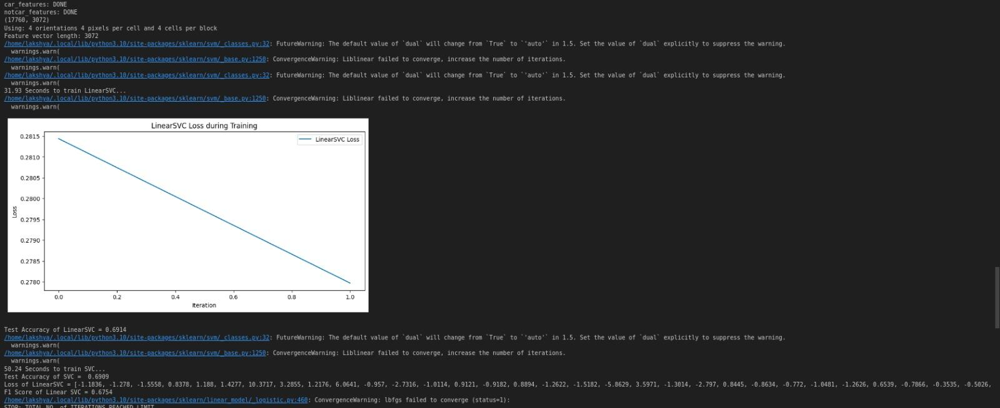 car_features: DONE
notcar_features: DONE
(17760, 3072)
Using: 4 orientations 4 pixels per cell and 4 cells per block
Feature vector length: 3072
/home/lakshya/.local/lib/python3.10/site-packages/sklearn/svm/_classes.py:32: FutureWarning: The default value of `dual` will change from `True` to `'auto'` in 1.5. Set the value of `dual` explicitly to suppress the warning.
  warnings.warn(
/home/lakshya/.local/lib/python3.10/site-packages/sklearn/svm/_base.py:1250: ConvergenceWarning: Liblinear failed to converge, increase the number of iterations.
  warnings.warn(
/home/lakshya/.local/lib/python3.10/site-packages/sklearn/svm/_classes.py:32: FutureWarning: The default value of `dual` will change from `True` to `'auto'` in 1.5. Set the value of `dual` explicitly to suppress the warning.
  warnings.warn(
31.93 Seconds to train LinearSVC...
/home/lakshya/.local/lib/python3.10/site-packages/sklearn/svm/_base.py:1250: ConvergenceWarning: Liblinear failed to converge, increase the number of iterations.
  warnings.warn(
LinearSVC Loss during Training
LinearSVC Loss
0.2815
0.2810
0.2805
0.2800
0.2795
0.2790
0.2785
0.2780
Loss
0.0 0.2 0.4 0.6 0.8 1.0
Iteration
Test Accuracy of LinearSVC = 0.6914
/home/lakshya/.local/lib/python3.10/site-packages/sklearn/svm/_classes.py:32: FutureWarning: The default value of `dual` will change from `True` to `'auto'` in 1.5. Set the value of `dual` explicitly to suppress the warning.
  warnings.warn(
/home/lakshya/.local/lib/python3.10/site-packages/sklearn/svm/_base.py:1250: ConvergenceWarning: Liblinear failed to converge, increase the number of iterations.
  warnings.warn(
50.24 Seconds to train SVC...
Test Accuracy of SVC =  0.6909
Loss of LinearSVC = [-1.1836, -1.278, -1.5558, 0.8378, 1.188, 1.4277, 10.3717, 3.2855, 1.2176, 6.0641, -0.957, -2.7316, -1.0114, 0.9121, -0.9182, 0.8894, -1.2622, -1.5182, -5.8629, 3.5971, -1.3014, -2.797, 0.8445, -0.8634, -0.772, -1.0481, -1.2626, 0.6539, -0.7866, -0.3535, -0.5026,
F1 Score of Linear SVC = 0.6754
/home/lakshya/.local/lib/python3.10/site-packages/sklearn/linear_model/_logistic.py:460: ConvergenceWarning: lbfgs failed to converge (status=1):
STOP: TOTAL NO. of ITERATIONS REACHED LIMIT